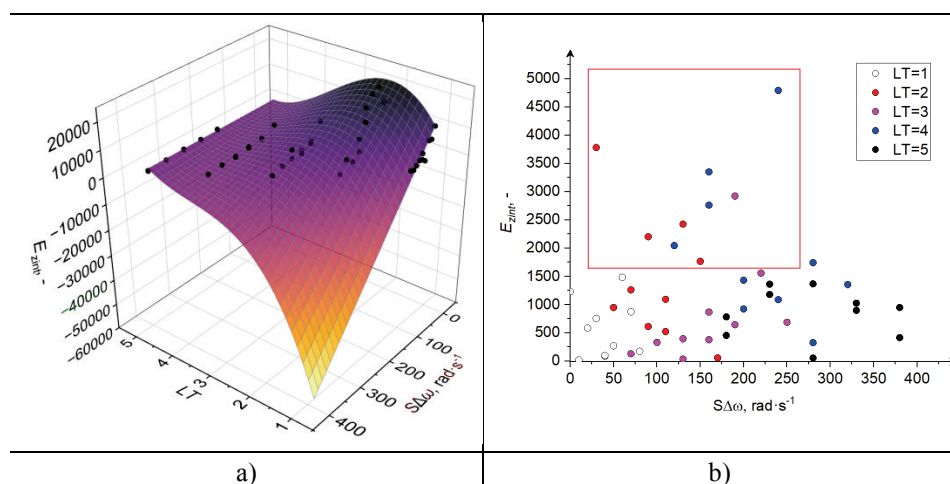 20000
10000
0
−10000
−20000
−30000
−40000
−50000
−60000
E zint, -
5
4
3
2
1
LT
0
100
200
300
400
SΔω, rad·s⁻¹
a)
5000
4500
4000
3500
3000
2500
2000
1500
1000
500
0
E zint, -
LT=1
LT=2
LT=3
LT=4
LT=5
0 50 100 150 200 250 300 350 400
SΔω, rad·s⁻¹
b)